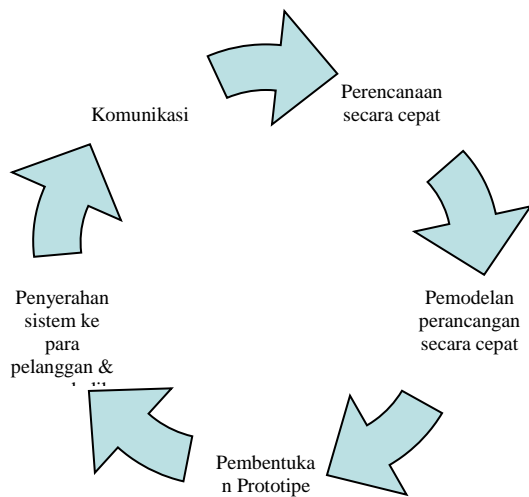 Komunikasi
Perencanaan
secara cepat
Pemodelan
perancangan
secara cepat
Pembentuka
n Prototipe
Penyerahan
sistem ke
para
pelanggan &